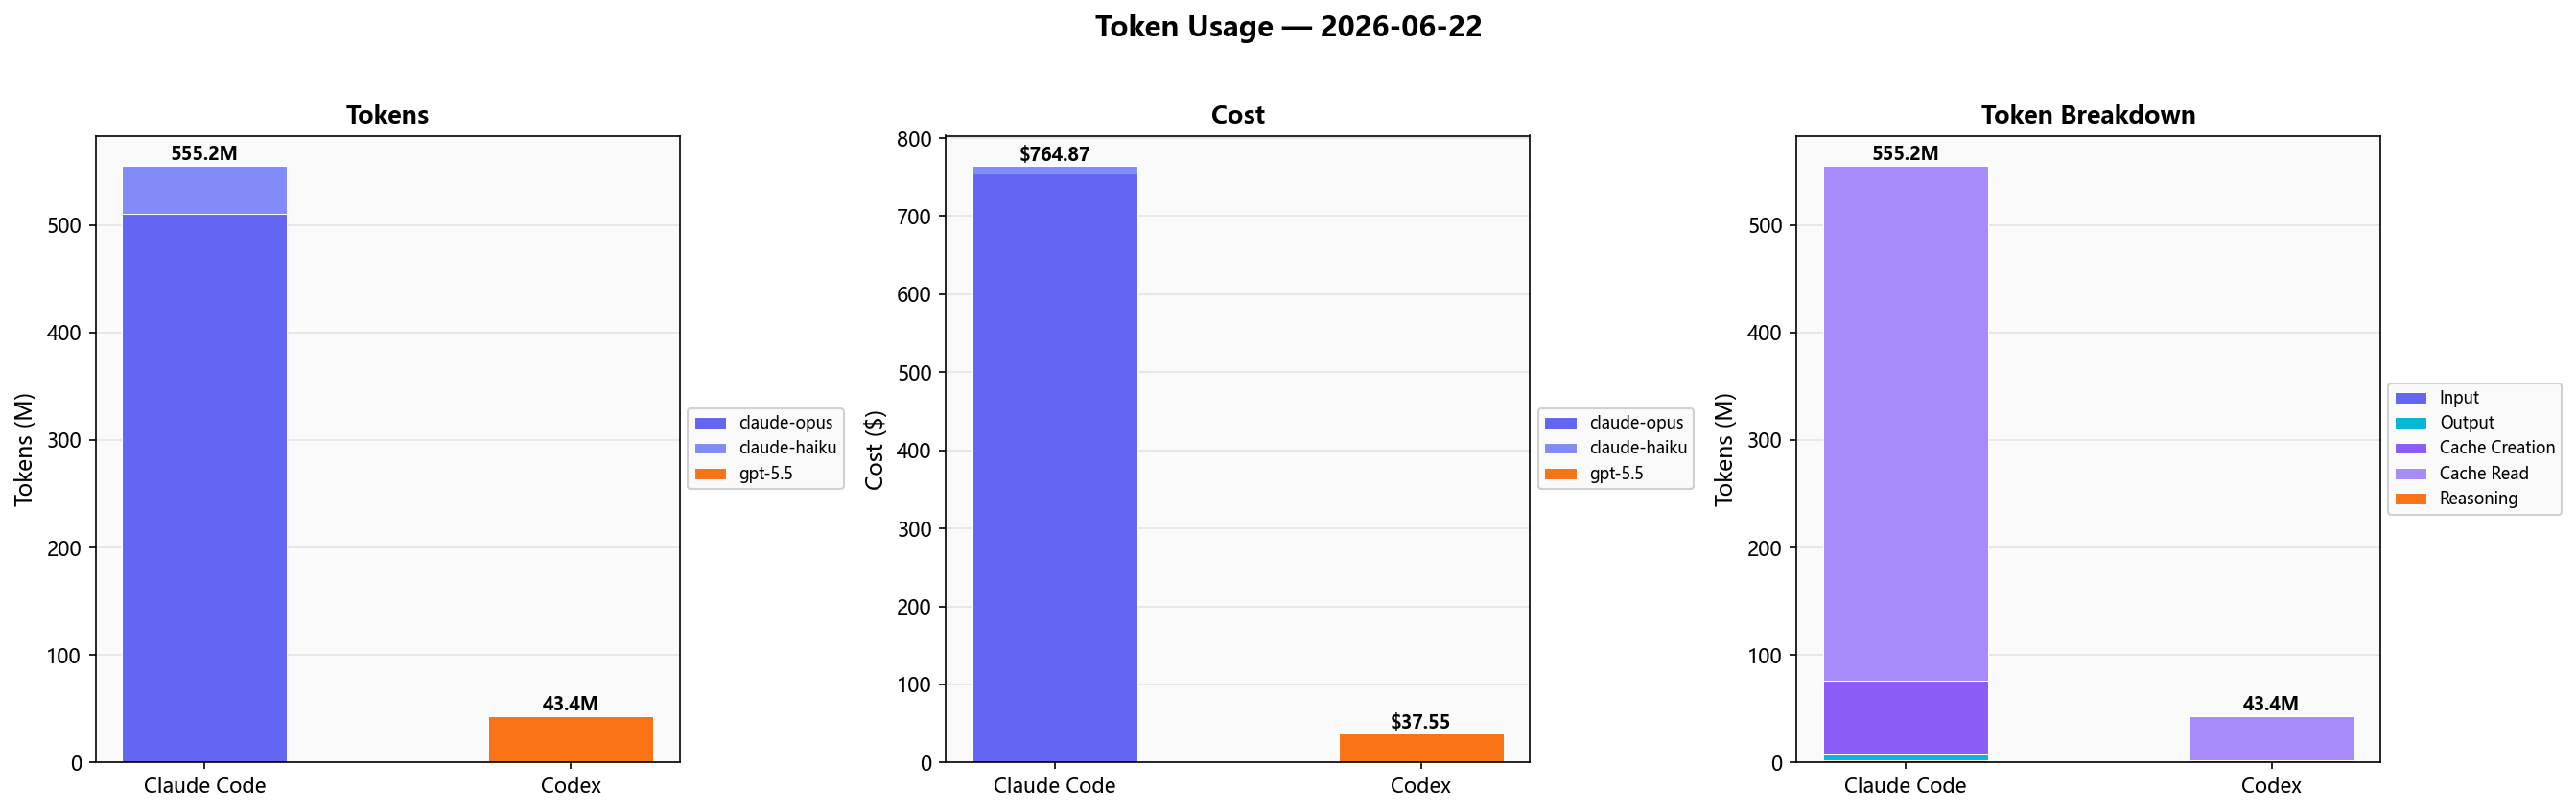 Token Usage — 2026-06-22
Tokens
Tokens (M)
500
400
300
200
100
0
555.2M
43.4M
Claude Code
Codex
claude-opus
claude-haiku
gpt-5.5
Cost
Cost ($)
800
700
600
500
400
300
200
100
0
$764.87
$37.55
Claude Code
Codex
claude-opus
claude-haiku
gpt-5.5
Token Breakdown
Tokens (M)
500
400
300
200
100
0
555.2M
43.4M
Claude Code
Codex
Input
Output
Cache Creation
Cache Read
Reasoning